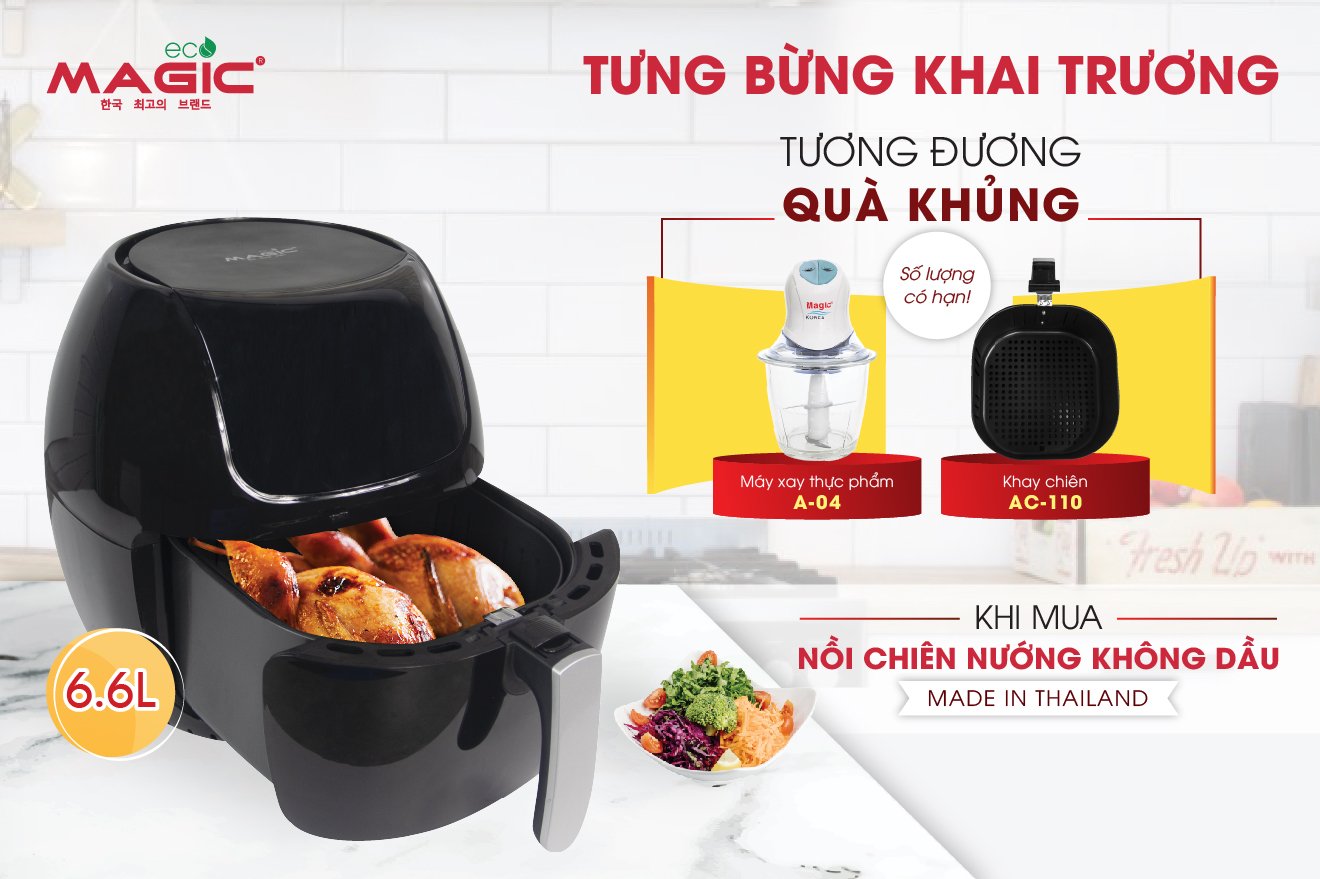 eco
MAGIC®
한국 최고의 브랜드
TƯNG BỪNG KHAI TRƯƠNG
TƯƠNG ĐƯƠNG
QUÀ KHỦNG
Số lượng
có hạn!
MAGIC
Magic
KOREA
Máy xay thực phẩm
A-04
Khay chiên
AC-110
Fresh Up WITH
KHI MUA
NỒI CHIÊN NƯỚNG KHÔNG DẦU
MADE IN THAILAND
6.6L